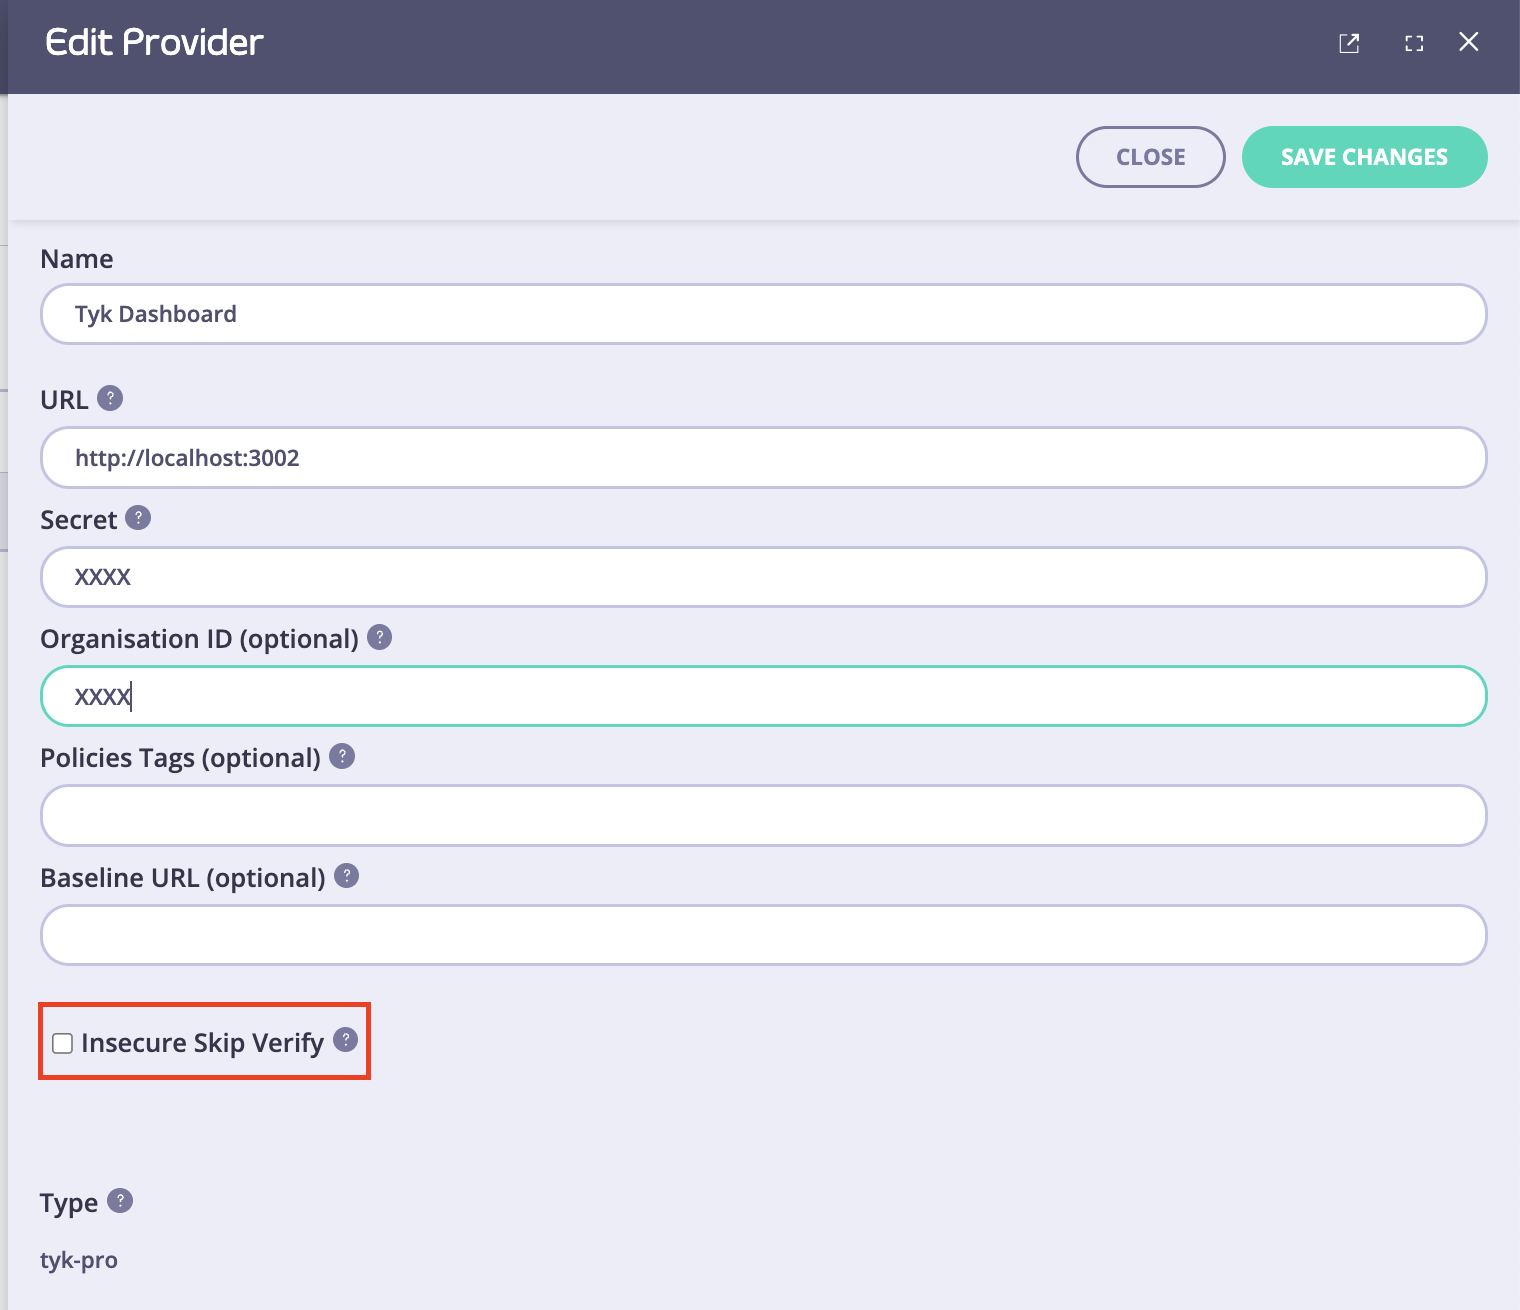 Edit Provider
CLOSE
SAVE CHANGES
Name
Tyk Dashboard
URL ?
http://localhost:3002
Secret ?
XXXX
Organisation ID (optional) ?
XXXX
Policies Tags (optional) ?
Baseline URL (optional) ?
Insecure Skip Verify ?
Type ?
tyk-pro